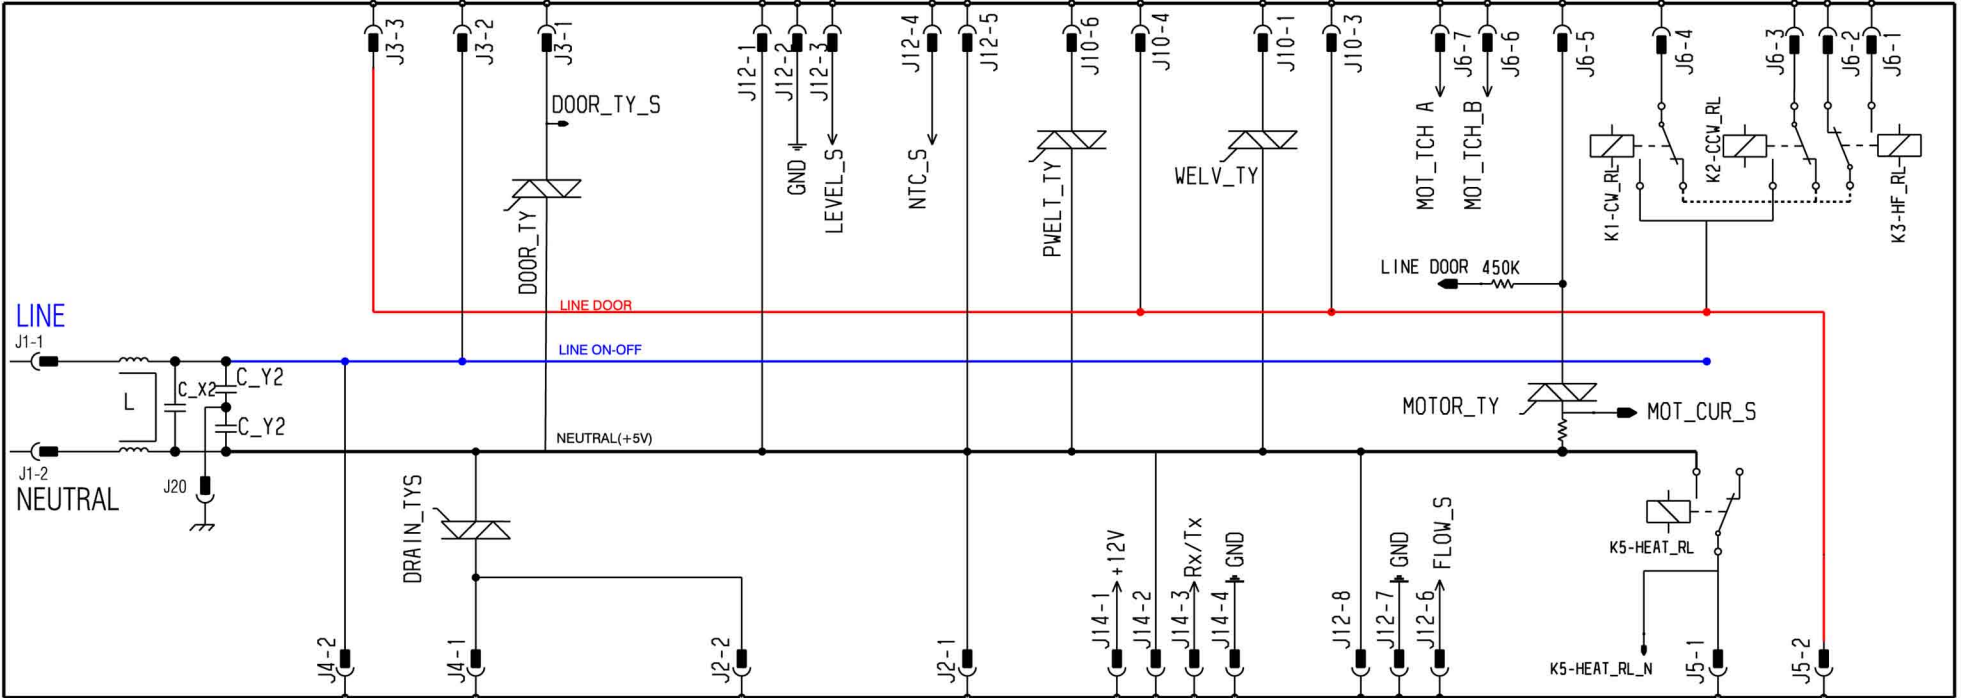 J3-3
J3-2
J3-1
J12-1
J12-2
J12-3
J12-4
J12-5
J10-6
J10-4
J10-1
J10-3
J6-7
J6-6
J6-5
J6-4
J6-3
J6-2
J6-1
DOOR_TY_S
DOOR_TY
GND
LEVEL_S
NTC_S
PWELT_TY
WELV_TY
MOT_TCH A
MOT_TCH_B
K1-CW_RL
K2-CCW_RL
K3-HF_RL
LINE DOOR 450K
LINE DOOR
LINE
J1-1
LINE ON-OFF
L
C_X2
C_Y2
C_Y2
MOTOR_TY
MOT_CUR_S
NEUTRAL(+5V)
J1-2
NEUTRAL
J20
DRAIN_TYS
+12V
Rx/Tx
GND
GND
FLOW_S
K5-HEAT_RL
K5-HEAT_RL_N
J4-2
J4-1
J2-2
J2-1
J14-1
J14-2
J14-3
J14-4
J12-8
J12-7
J12-6
J5-1
J5-2